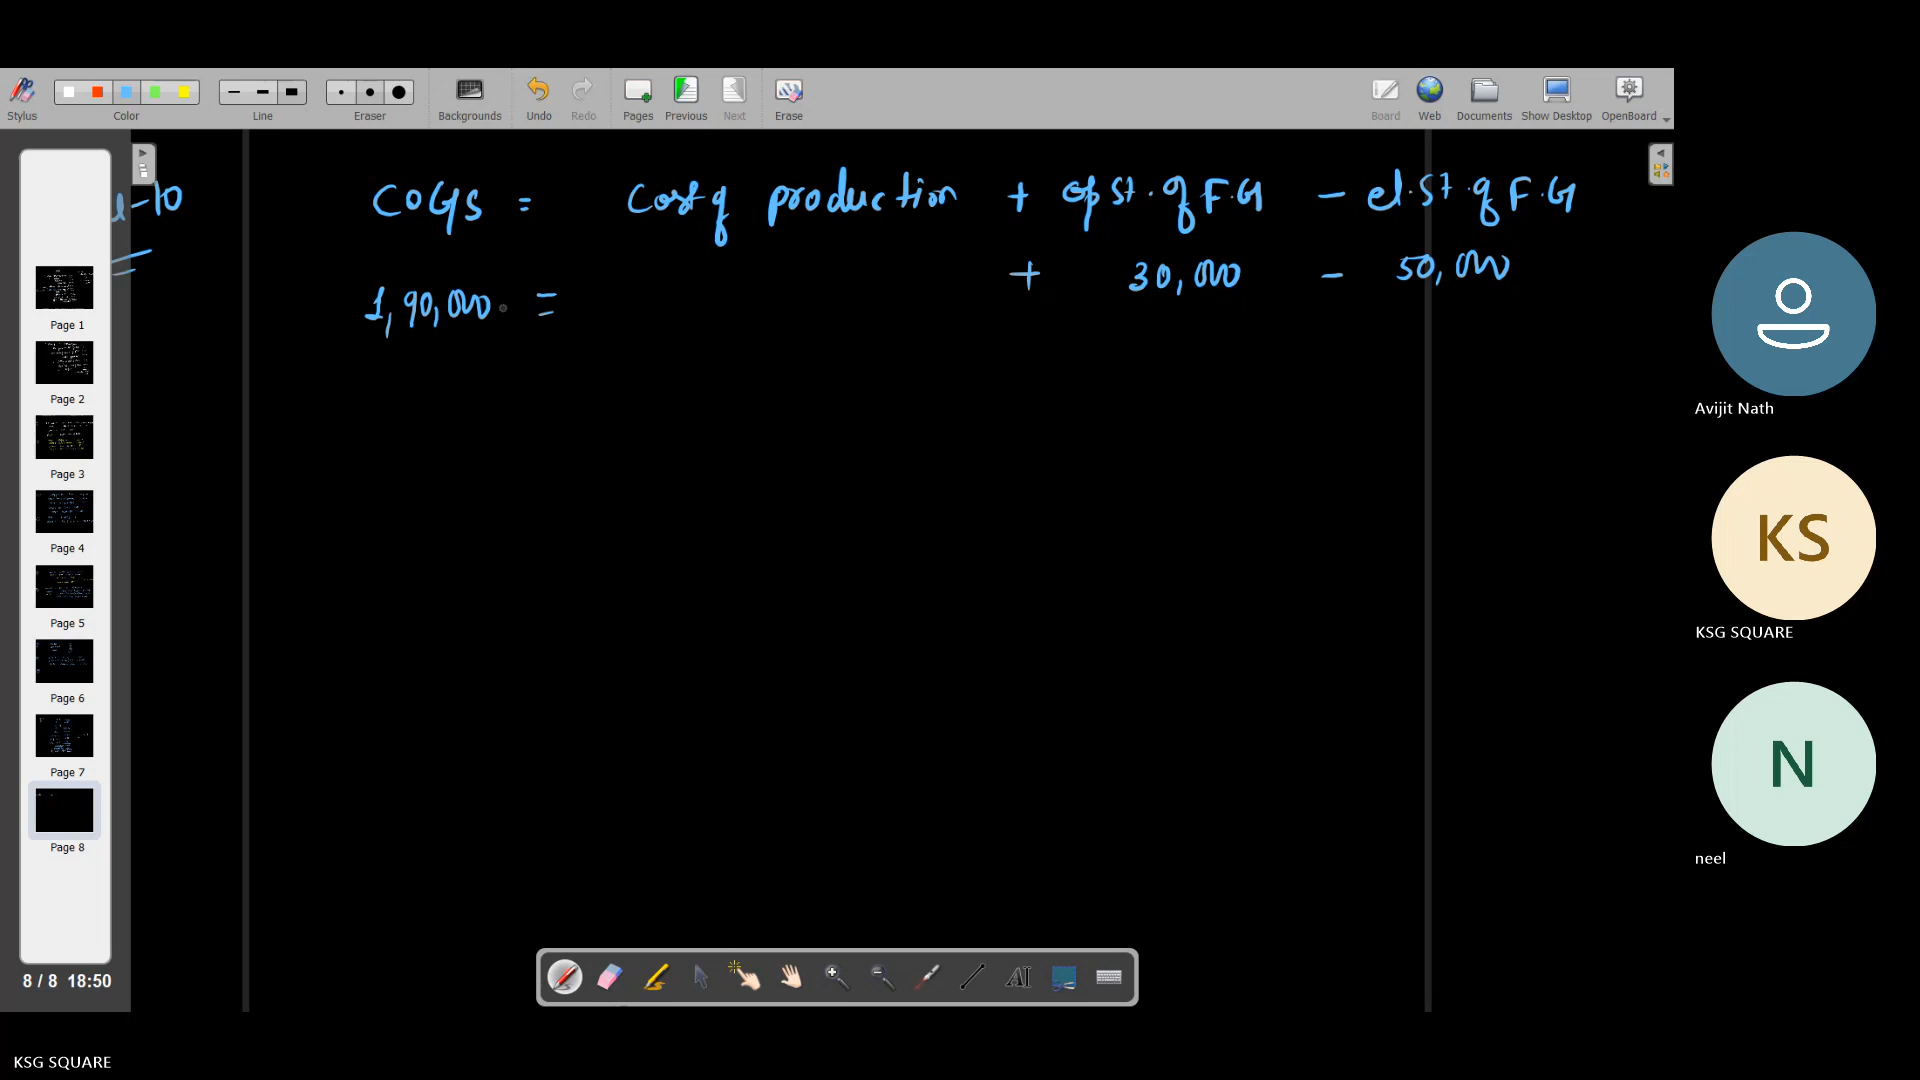 Stylus
Color
Line
Eraser
Backgrounds
Undo
Redo
Pages
Previous
Next
Erase
Board
Web
Documents
Show Desktop
OpenBoard
-10
COGS = Cost of production + op st. of F.G - cl. st. of F.G
1,90,000 = + 30,000 - 50,000
Page 1
Page 2
Page 3
Page 4
Page 5
Page 6
Page 7
Page 8
8 / 8 18:50
Avijit Nath
KS
KSG SQUARE
N
neel
AI
KSG SQUARE